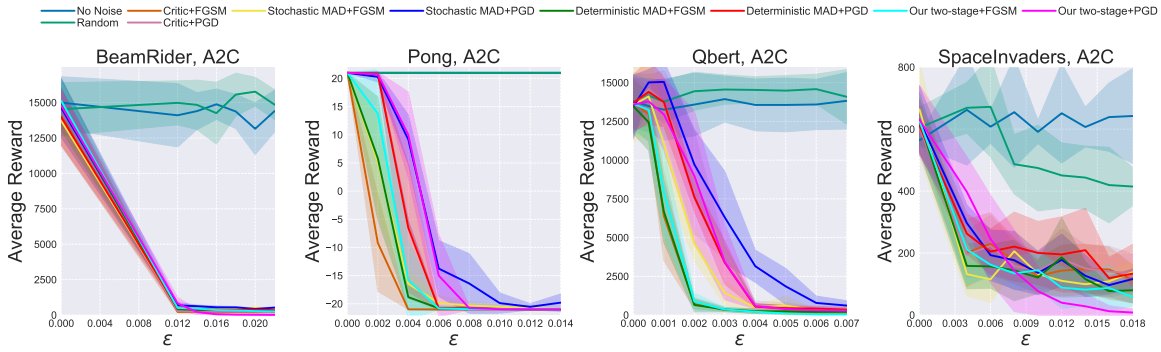 No Noise Critic+FGSM Stochastic MAD+FGSM Stochastic MAD+PGD Deterministic MAD+FGSM Deterministic MAD+PGD Our two-stage+FGSM Our two-stage+PGD
Random Critic+PGD
BeamRider, A2C
Average Reward
15000
12500
10000
7500
5000
2500
0
0.000 0.004 0.008 0.012 0.016 0.020
ε
Pong, A2C
Average Reward
20
15
10
5
0
−5
−10
−15
−20
0.000 0.002 0.004 0.006 0.008 0.010 0.012 0.014
ε
Qbert, A2C
Average Reward
15000
12500
10000
7500
5000
2500
0
0.000 0.001 0.002 0.003 0.004 0.005 0.006 0.007
ε
SpaceInvaders, A2C
Average Reward
800
600
400
200
0
0.000 0.003 0.006 0.009 0.012 0.015 0.018
ε